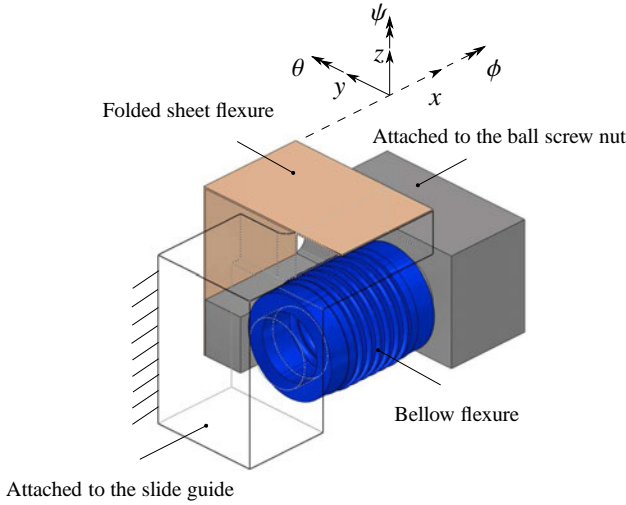 ψ
z
θ
y
x
ϕ
Folded sheet flexure
Attached to the ball screw nut
Bellow flexure
Attached to the slide guide